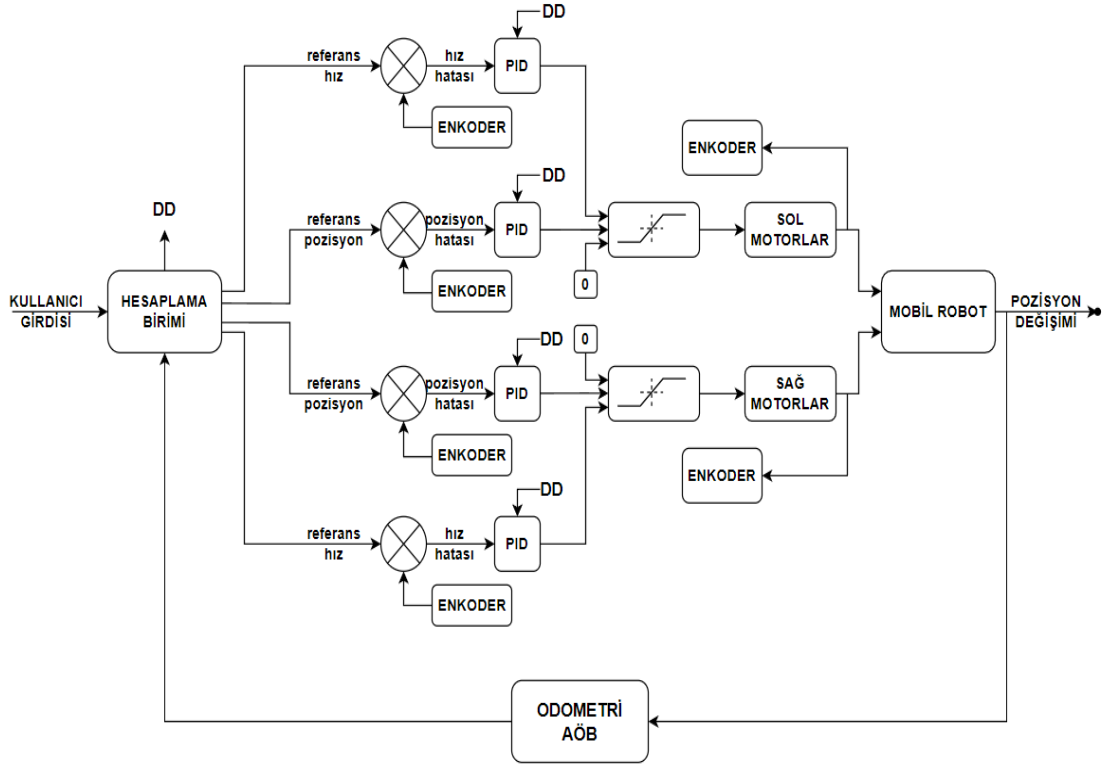 DD
referans
hız
hız
hatası
PID
ENKODER
ENKODER
DD
DD
referans
pozisyon
pozisyon
hatası
PID
SOL
MOTORLAR
ENKODER
0
KULLANICI
GİRDİSİ
HESAPLAMA
BİRİMİ
MOBİL ROBOT
POZİSYON
DEĞİŞİMİ
DD
0
referans
pozisyon
pozisyon
hatası
PID
SAĞ
MOTORLAR
ENKODER
ENKODER
DD
referans
hız
hız
hatası
PID
ENKODER
ODOMETRİ
AÖB